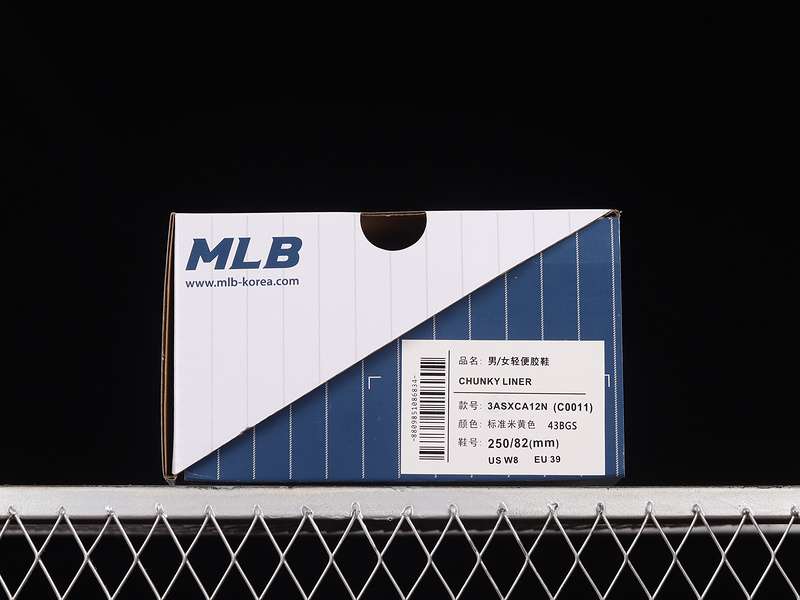 MLB
www.mlb-korea.com
品名: 男/女轻便胶鞋
CHUNKY LINER
款号: 3ASXCA12N (C0011)
颜色: 标准米黄色 43BGS
鞋号: 250/82(mm)
US W8 EU 39
-8809851086834-